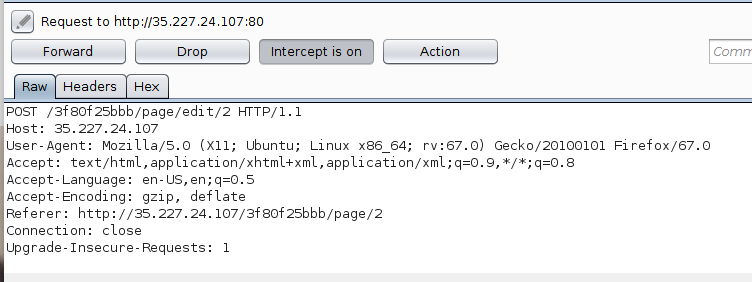 Request to http://35.227.24.107:80
Forward Drop Intercept is on Action Comm
Raw Headers Hex
POST /3f80f25bbb/page/edit/2 HTTP/1.1
Host: 35.227.24.107
User-Agent: Mozilla/5.0 (X11; Ubuntu; Linux x86_64; rv:67.0) Gecko/20100101 Firefox/67.0
Accept: text/html,application/xhtml+xml,application/xml;q=0.9,*/*;q=0.8
Accept-Language: en-US,en;q=0.5
Accept-Encoding: gzip, deflate
Referer: http://35.227.24.107/3f80f25bbb/page/2
Connection: close
Upgrade-Insecure-Requests: 1